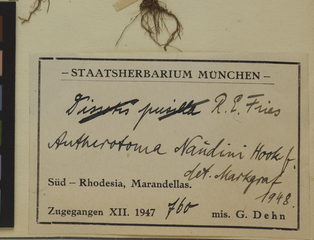 – STAATSHERBARIUM MÜNCHEN –
Dissotis pusilla R. E. Fries
Antherotoma Naudini Hook f.
det. Markgraf
1948.
Süd – Rhodesia, Marandellas.
Zugegangen XII. 1947 760 mis. G. Dehn